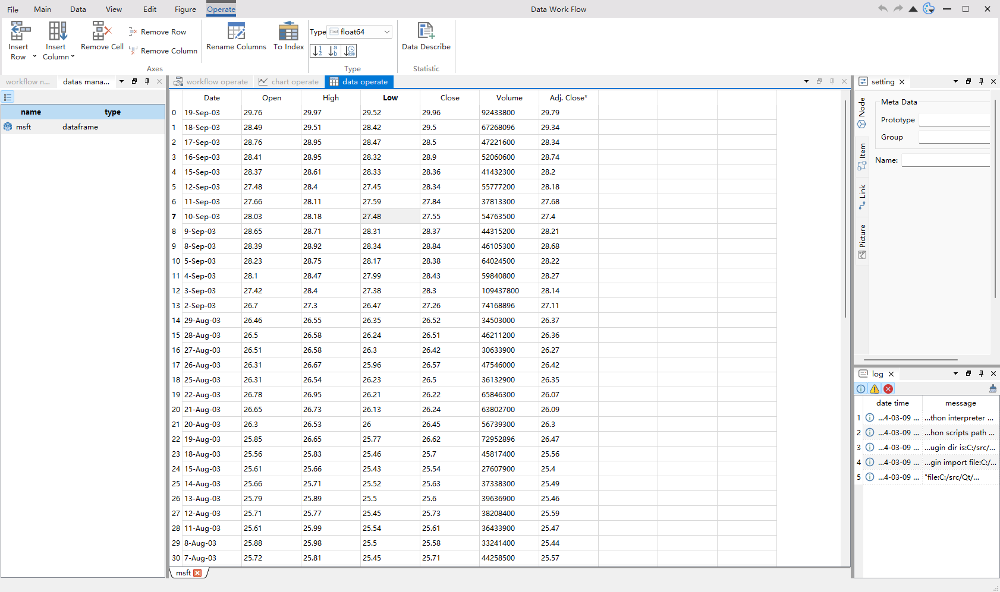 File Main Data View Edit Figure Operate Data Work Flow
Insert Row Insert Column Remove Cell Remove Row Remove Column
Axes
Rename Columns To Index
Type float float64
Type
Data Describe
Statistic
workflow n... datas mana...
name type
msft dataframe
workflow operate chart operate data operate
Date Open High Low Close Volume Adj. Close*
0 19-Sep-03 29.76 29.97 29.52 29.96 92433800 29.79
1 18-Sep-03 28.49 29.51 28.42 29.5 67268096 29.34
2 17-Sep-03 28.76 28.95 28.47 28.5 47221600 28.34
3 16-Sep-03 28.41 28.95 28.32 28.9 52060600 28.74
4 15-Sep-03 28.37 28.61 28.33 28.36 41432300 28.2
5 12-Sep-03 27.48 28.4 27.45 28.34 55777200 28.18
6 11-Sep-03 27.66 28.11 27.59 27.84 37813300 27.68
7 10-Sep-03 28.03 28.18 27.48 27.55 54763500 27.4
8 9-Sep-03 28.65 28.71 28.31 28.37 44315200 28.21
9 8-Sep-03 28.39 28.92 28.34 28.84 46105300 28.68
10 5-Sep-03 28.23 28.75 28.17 28.38 64024500 28.22
11 4-Sep-03 28.1 28.47 27.99 28.43 59840800 28.27
12 3-Sep-03 27.42 28.4 27.38 28.3 109437800 28.14
13 2-Sep-03 26.7 27.3 26.47 27.26 74168896 27.11
14 29-Aug-03 26.46 26.55 26.35 26.52 34503000 26.37
15 28-Aug-03 26.5 26.58 26.24 26.51 46211200 26.36
16 27-Aug-03 26.51 26.58 26.3 26.42 30633900 26.27
17 26-Aug-03 26.31 26.67 25.96 26.57 47546000 26.42
18 25-Aug-03 26.31 26.54 26.23 26.5 36132900 26.35
19 22-Aug-03 26.78 26.95 26.21 26.22 65846300 26.07
20 21-Aug-03 26.65 26.73 26.13 26.24 63802700 26.09
21 20-Aug-03 26.3 26.53 26 26.45 56739300 26.3
22 19-Aug-03 25.85 26.65 25.77 26.62 72952896 26.47
23 18-Aug-03 25.56 25.83 25.46 25.7 45817400 25.56
24 15-Aug-03 25.61 25.66 25.43 25.54 27607900 25.4
25 14-Aug-03 25.66 25.71 25.52 25.63 37338300 25.49
26 13-Aug-03 25.79 25.89 25.5 25.6 39636900 25.46
27 12-Aug-03 25.71 25.77 25.45 25.73 38208400 25.59
28 11-Aug-03 25.61 25.99 25.54 25.61 36433900 25.47
29 8-Aug-03 25.88 25.98 25.5 25.58 33241400 25.44
30 7-Aug-03 25.72 25.81 25.45 25.71 44258500 25.57
msft
setting
Node
Item
Link
Picture
Meta Data
Prototype
Group
Name:
log
date time message
1 ...4-03-09 ... ...thon interpreter ...
2 ...4-03-09 ... ...hon scripts path ...
3 ...4-03-09 ... ...ugin dir is:C:/src/...
4 ...4-03-09 ... ...gin import file:C:/...
5 ...4-03-09 ... "file:C:/src/Qt/...